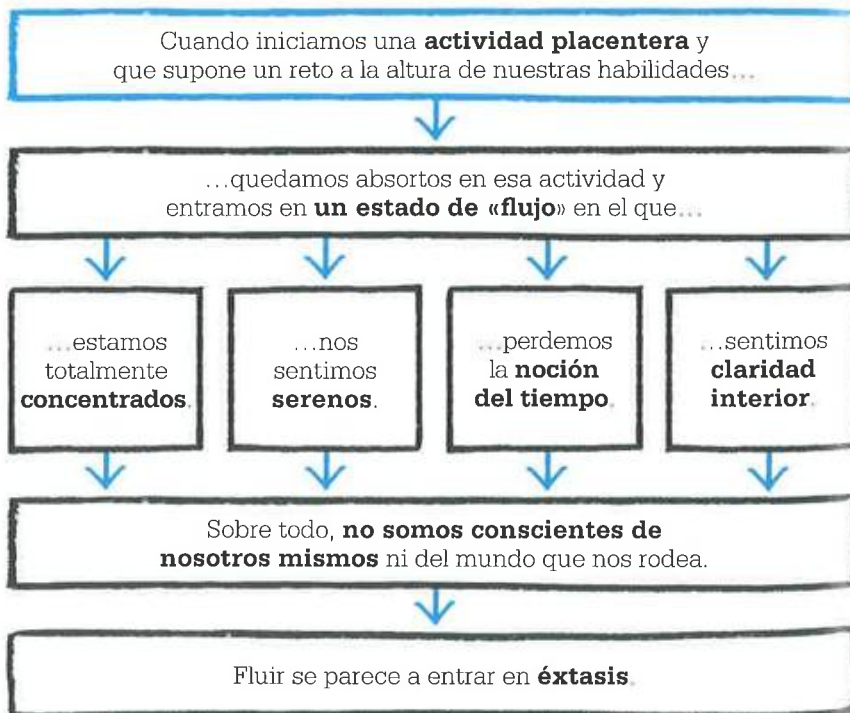 Cuando iniciamos una actividad placentera y
que supone un reto a la altura de nuestras habilidades…
…quedamos absortos en esa actividad y
entramos en un estado de «flujo» en el que…
…estamos
totalmente
concentrados.
…nos
sentimos
serenos.
…perdemos
la noción
del tiempo.
…sentimos
claridad
interior.
Sobre todo, no somos conscientes de
nosotros mismos ni del mundo que nos rodea.
Fluir se parece a entrar en éxtasis.